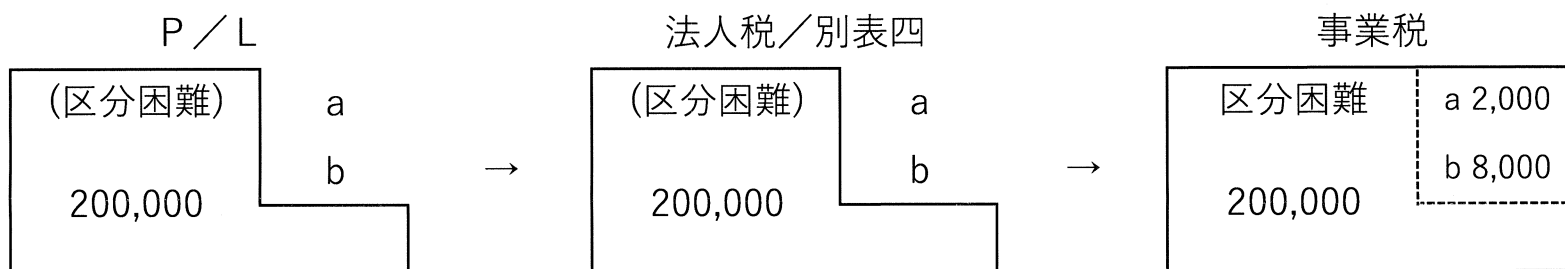 P/L
法人税/別表四
事業税
(区分困難)
a
b
200,000
→
(区分困難)
a
b
200,000
→
区分困難
a 2,000
b 8,000
200,000